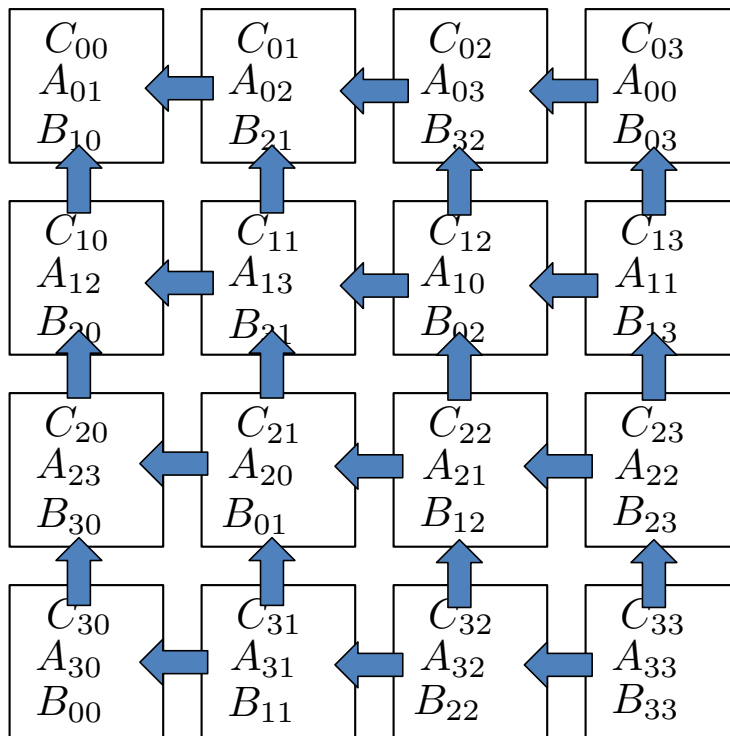 C00 C01 C02 C03
A01 A02 A03 A00
B10 B21 B32 B03
C10 C11 C12 C13
A12 A13 A10 A11
B20 B31 B02 B13
C20 C21 C22 C23
A23 A20 A21 A22
B30 B01 B12 B23
C30 C31 C32 C33
A30 A31 A32 A33
B00 B11 B22 B33